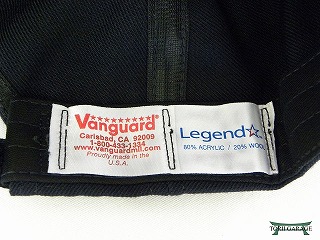 Vanguard
Carlsbad, CA 92009
1-800-433-1334
www.vanguardmil.com
Proudly made in the
U.S.A.
Legend
80% ACRYLIC / 20% WOOL